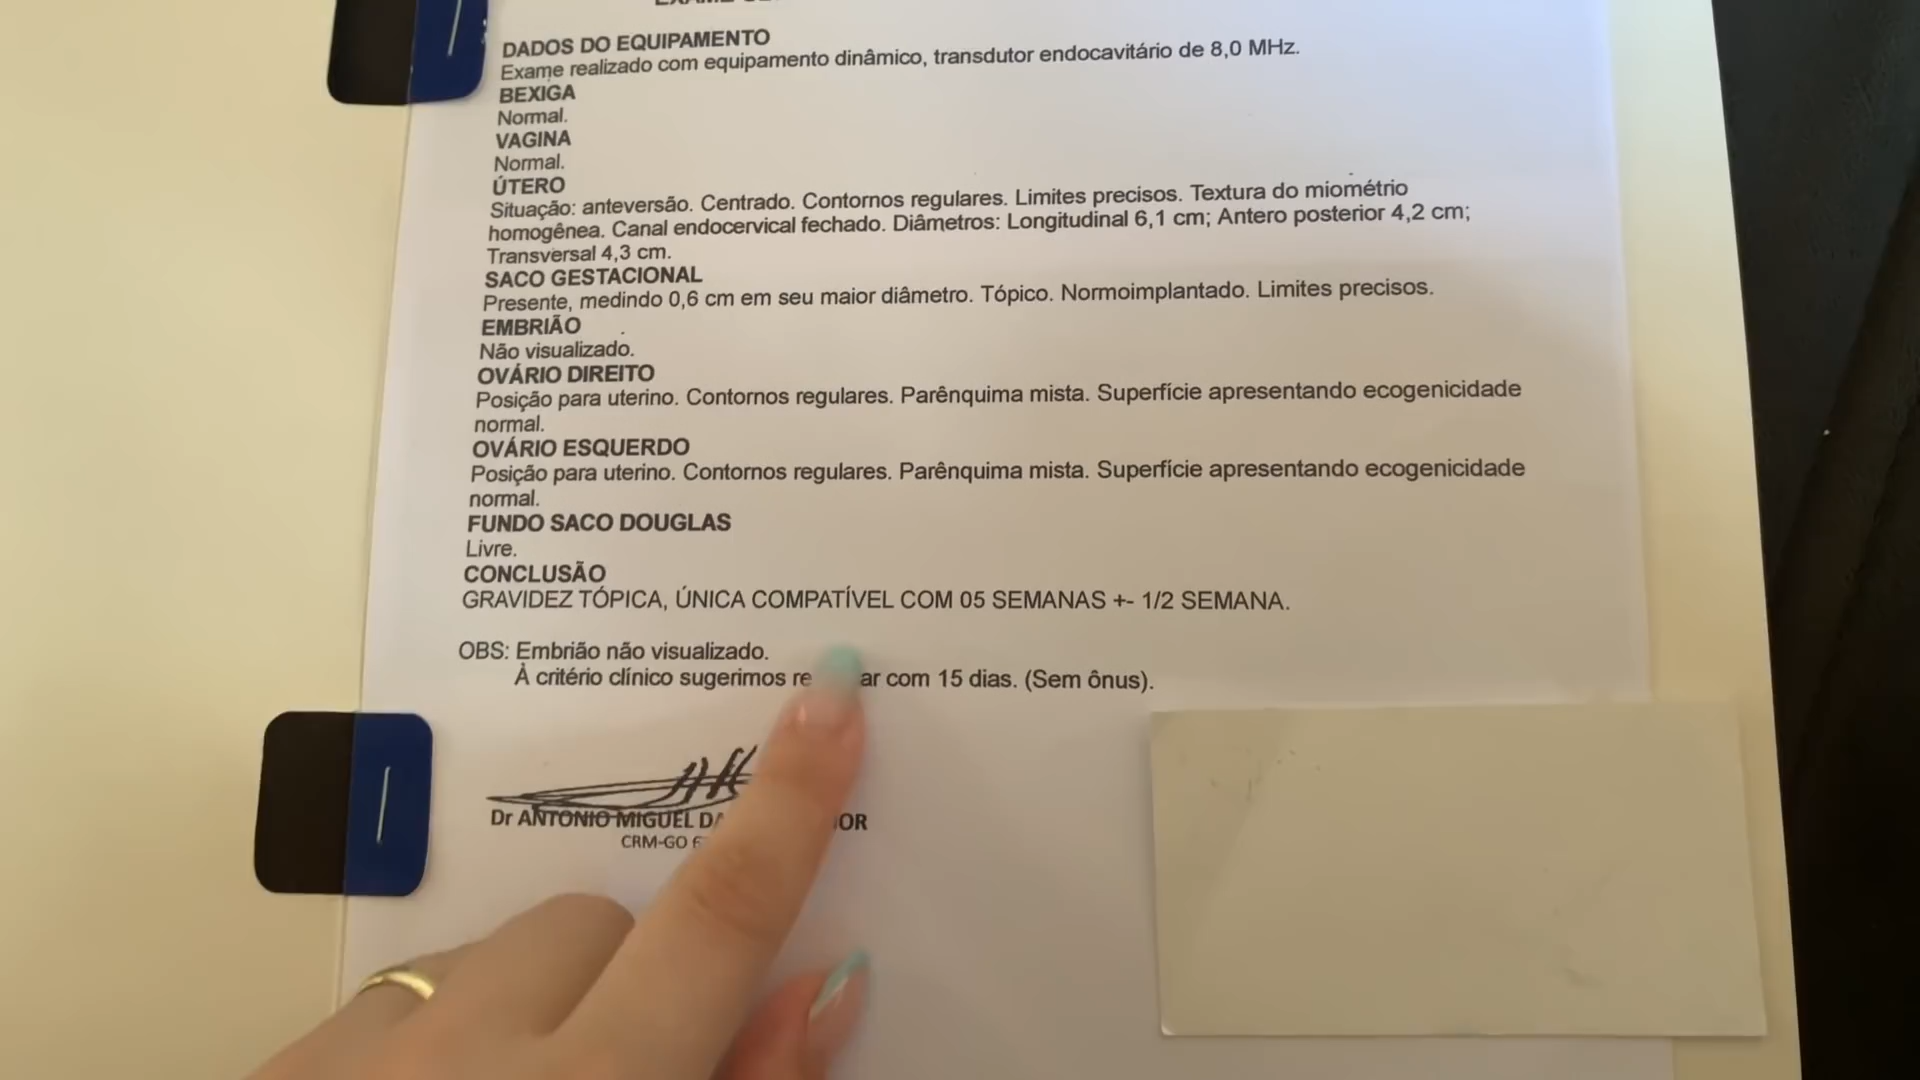 DADOS DO EQUIPAMENTO
Exame realizado com equipamento dinâmico, transdutor endocavitário de 8,0 MHz.
BEXIGA
Normal.
VAGINA
Normal.
ÚTERO
Situação: anteversão. Centrado. Contornos regulares. Limites precisos. Textura do miométrio
homogênea. Canal endocervical fechado. Diâmetros: Longitudinal 6,1 cm; Antero posterior 4,2 cm;
Transversal 4,3 cm.
SACO GESTACIONAL
Presente, medindo 0,6 cm em seu maior diâmetro. Tópico. Normoimplantado. Limites precisos.
EMBRIÃO
Não visualizado.
OVÁRIO DIREITO
Posição para uterino. Contornos regulares. Parênquima mista. Superfície apresentando ecogenicidade
normal.
OVÁRIO ESQUERDO
Posição para uterino. Contornos regulares. Parênquima mista. Superfície apresentando ecogenicidade
normal.
FUNDO SACO DOUGLAS
Livre.
CONCLUSÃO
GRAVIDEZ TÓPICA, ÚNICA COMPATÍVEL COM 05 SEMANAS +- 1/2 SEMANA.
OBS: Embrião não visualizado.
À critério clínico sugerimos com 15 dias. (Sem ônus).
Dr ANTONIO MIGUEL
CRM-GO